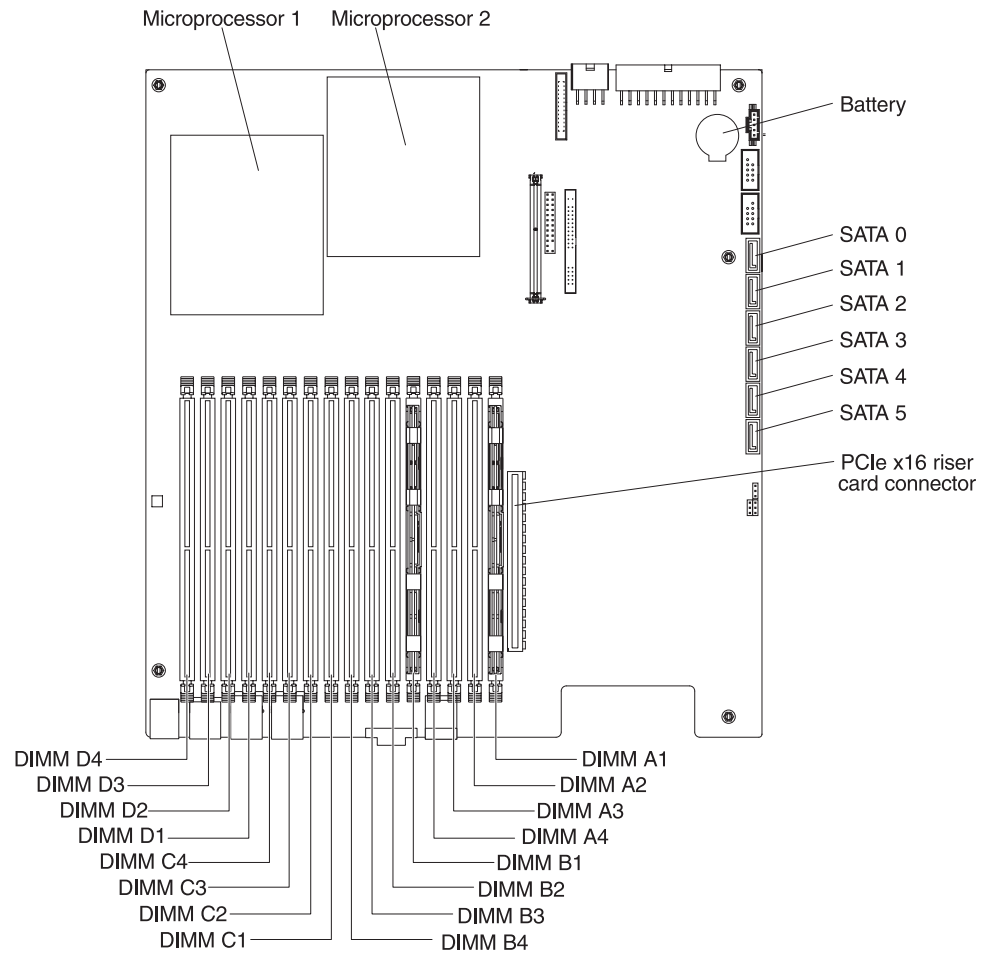 Microprocessor 1
Microprocessor 2
Battery
SATA 0
SATA 1
SATA 2
SATA 3
SATA 4
SATA 5
PCIe x16 riser
card connector
DIMM D4
DIMM D3
DIMM D2
DIMM D1
DIMM C4
DIMM C3
DIMM C2
DIMM C1
DIMM A1
DIMM A2
DIMM A3
DIMM A4
DIMM B1
DIMM B2
DIMM B3
DIMM B4